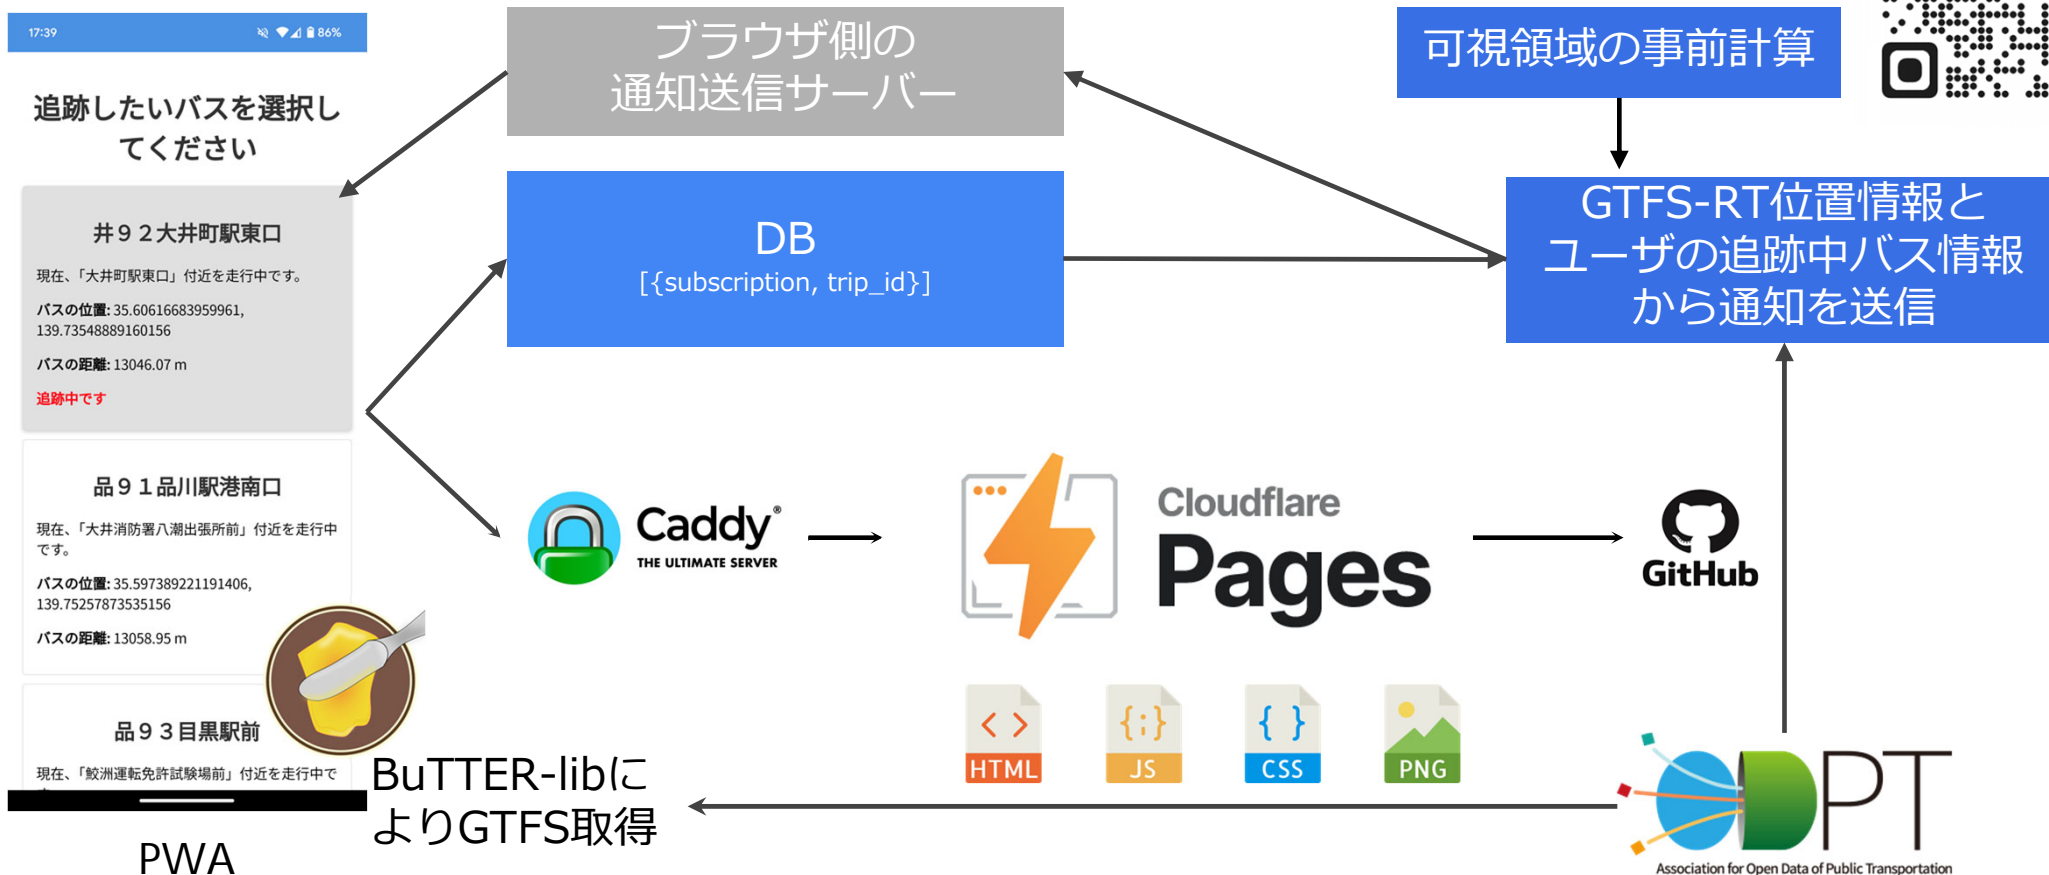 17:39
86%
追跡したいバスを選択し
てください
井９２大井町駅東口
現在、「大井町駅東口」付近を走行中です。
バスの位置: 35.60616683959961,
139.73548889160156
バスの距離: 13046.07 m
追跡中です
品９１品川駅港南口
現在、「大井消防署八潮出張所前」付近を走行中
です。
バスの位置: 35.597389221191406,
139.75257873535156
バスの距離: 13058.95 m
品９３目黒駅前
現在、「鮫洲運転免許試験場前」付近を走行中で
PWA
ブラウザ側の
通知送信サーバー
DB
[{subscription, trip_id}]
可視領域の事前計算
GTFS-RT位置情報と
ユーザの追跡中バス情報
から通知を送信
Caddy®
THE ULTIMATE SERVER
Cloudflare
Pages
GitHub
HTML
JS
CSS
PNG
BuTTER-libに
よりGTFS取得
ODPT
Association for Open Data of Public Transportation